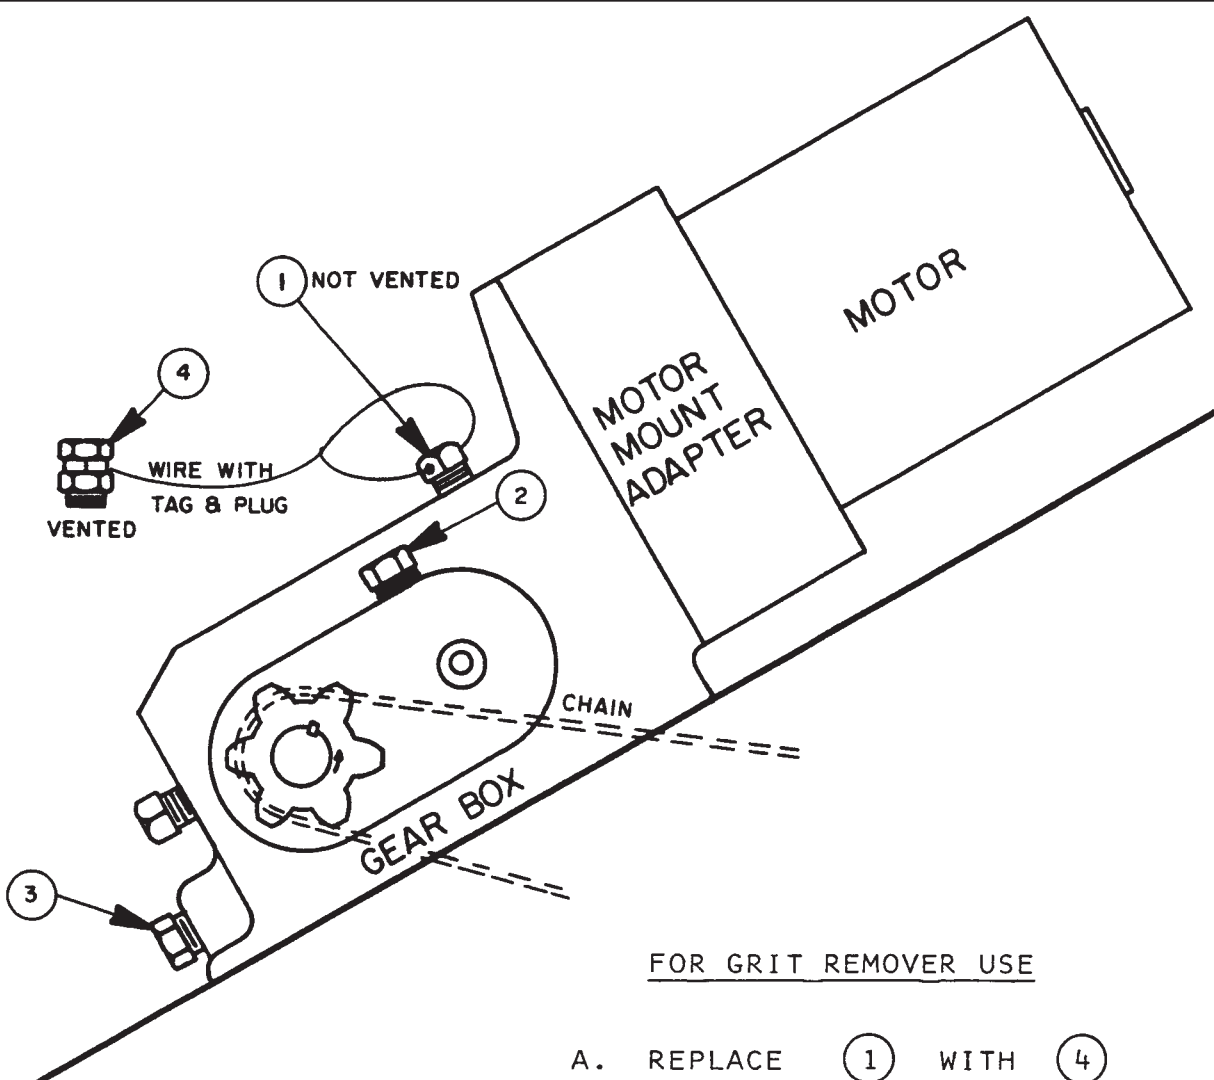 MOTOR
1 NOT VENTED
4
MOTOR
MOUNT
ADAPTER
WIRE WITH
TAG & PLUG
VENTED
2
CHAIN
GEAR BOX
3
FOR GRIT REMOVER USE
A. REPLACE 1 WITH 4